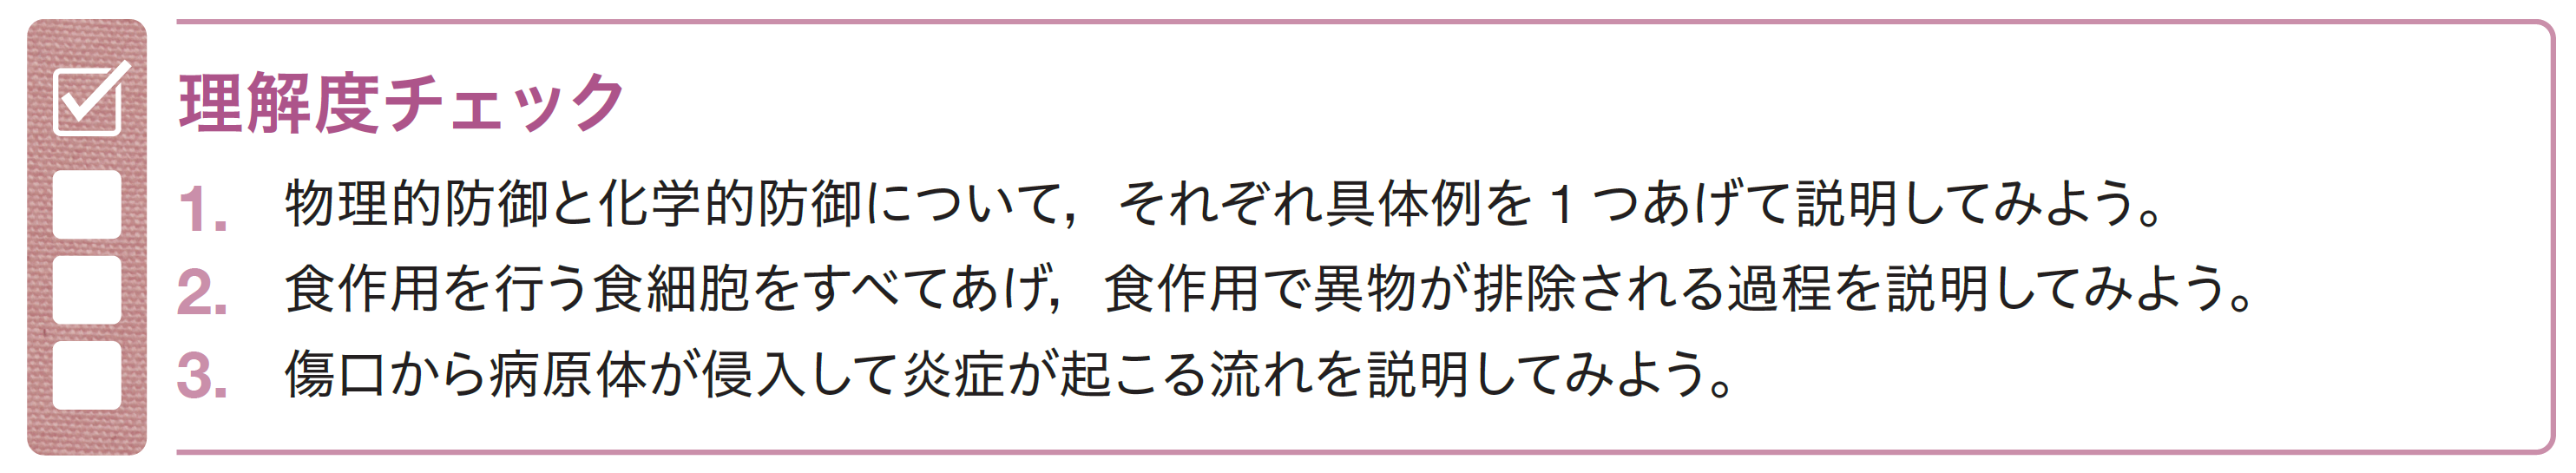 理解度チェック
1. 物理的防御と化学的防御について，それぞれ具体例を1つあげて説明してみよう。
2. 食作用を行う食細胞をすべてあげ，食作用で異物が排除される過程を説明してみよう。
3. 傷口から病原体が侵入して炎症が起こる流れを説明してみよう。